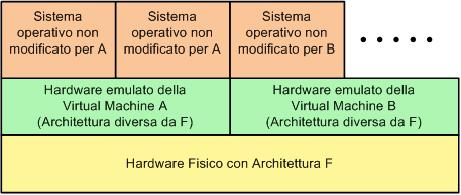 Sistema
operativo non
modificato per A
Sistema
operativo non
modificato per A
Sistema
operativo non
modificato per B
.....
Hardware emulato della
Virtual Machine A
(Architettura diversa da F)
Hardware emulato della
Virtual Machine B
(Architettura diversa da F)
Hardware Fisico con Architettura F